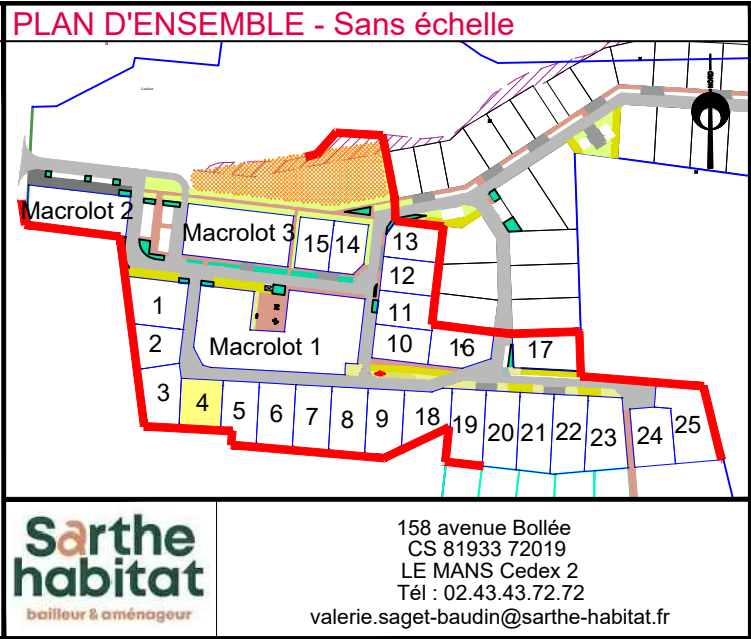 PLAN D'ENSEMBLE - Sans échelle
NORD
Macrolot 2
Macrolot 3
15
14
13
12
11
10
16
17
1
2
3
4
5
6
7
8
9
Macrolot 1
18
19
20
21
22
23
24
25
Sarthe
habitat
bailleur & aménageur
158 avenue Bollée
CS 81933 72019
LE MANS Cedex 2
Tél : 02.43.43.72.72
valerie.saget-baudin@sarthe-habitat.fr